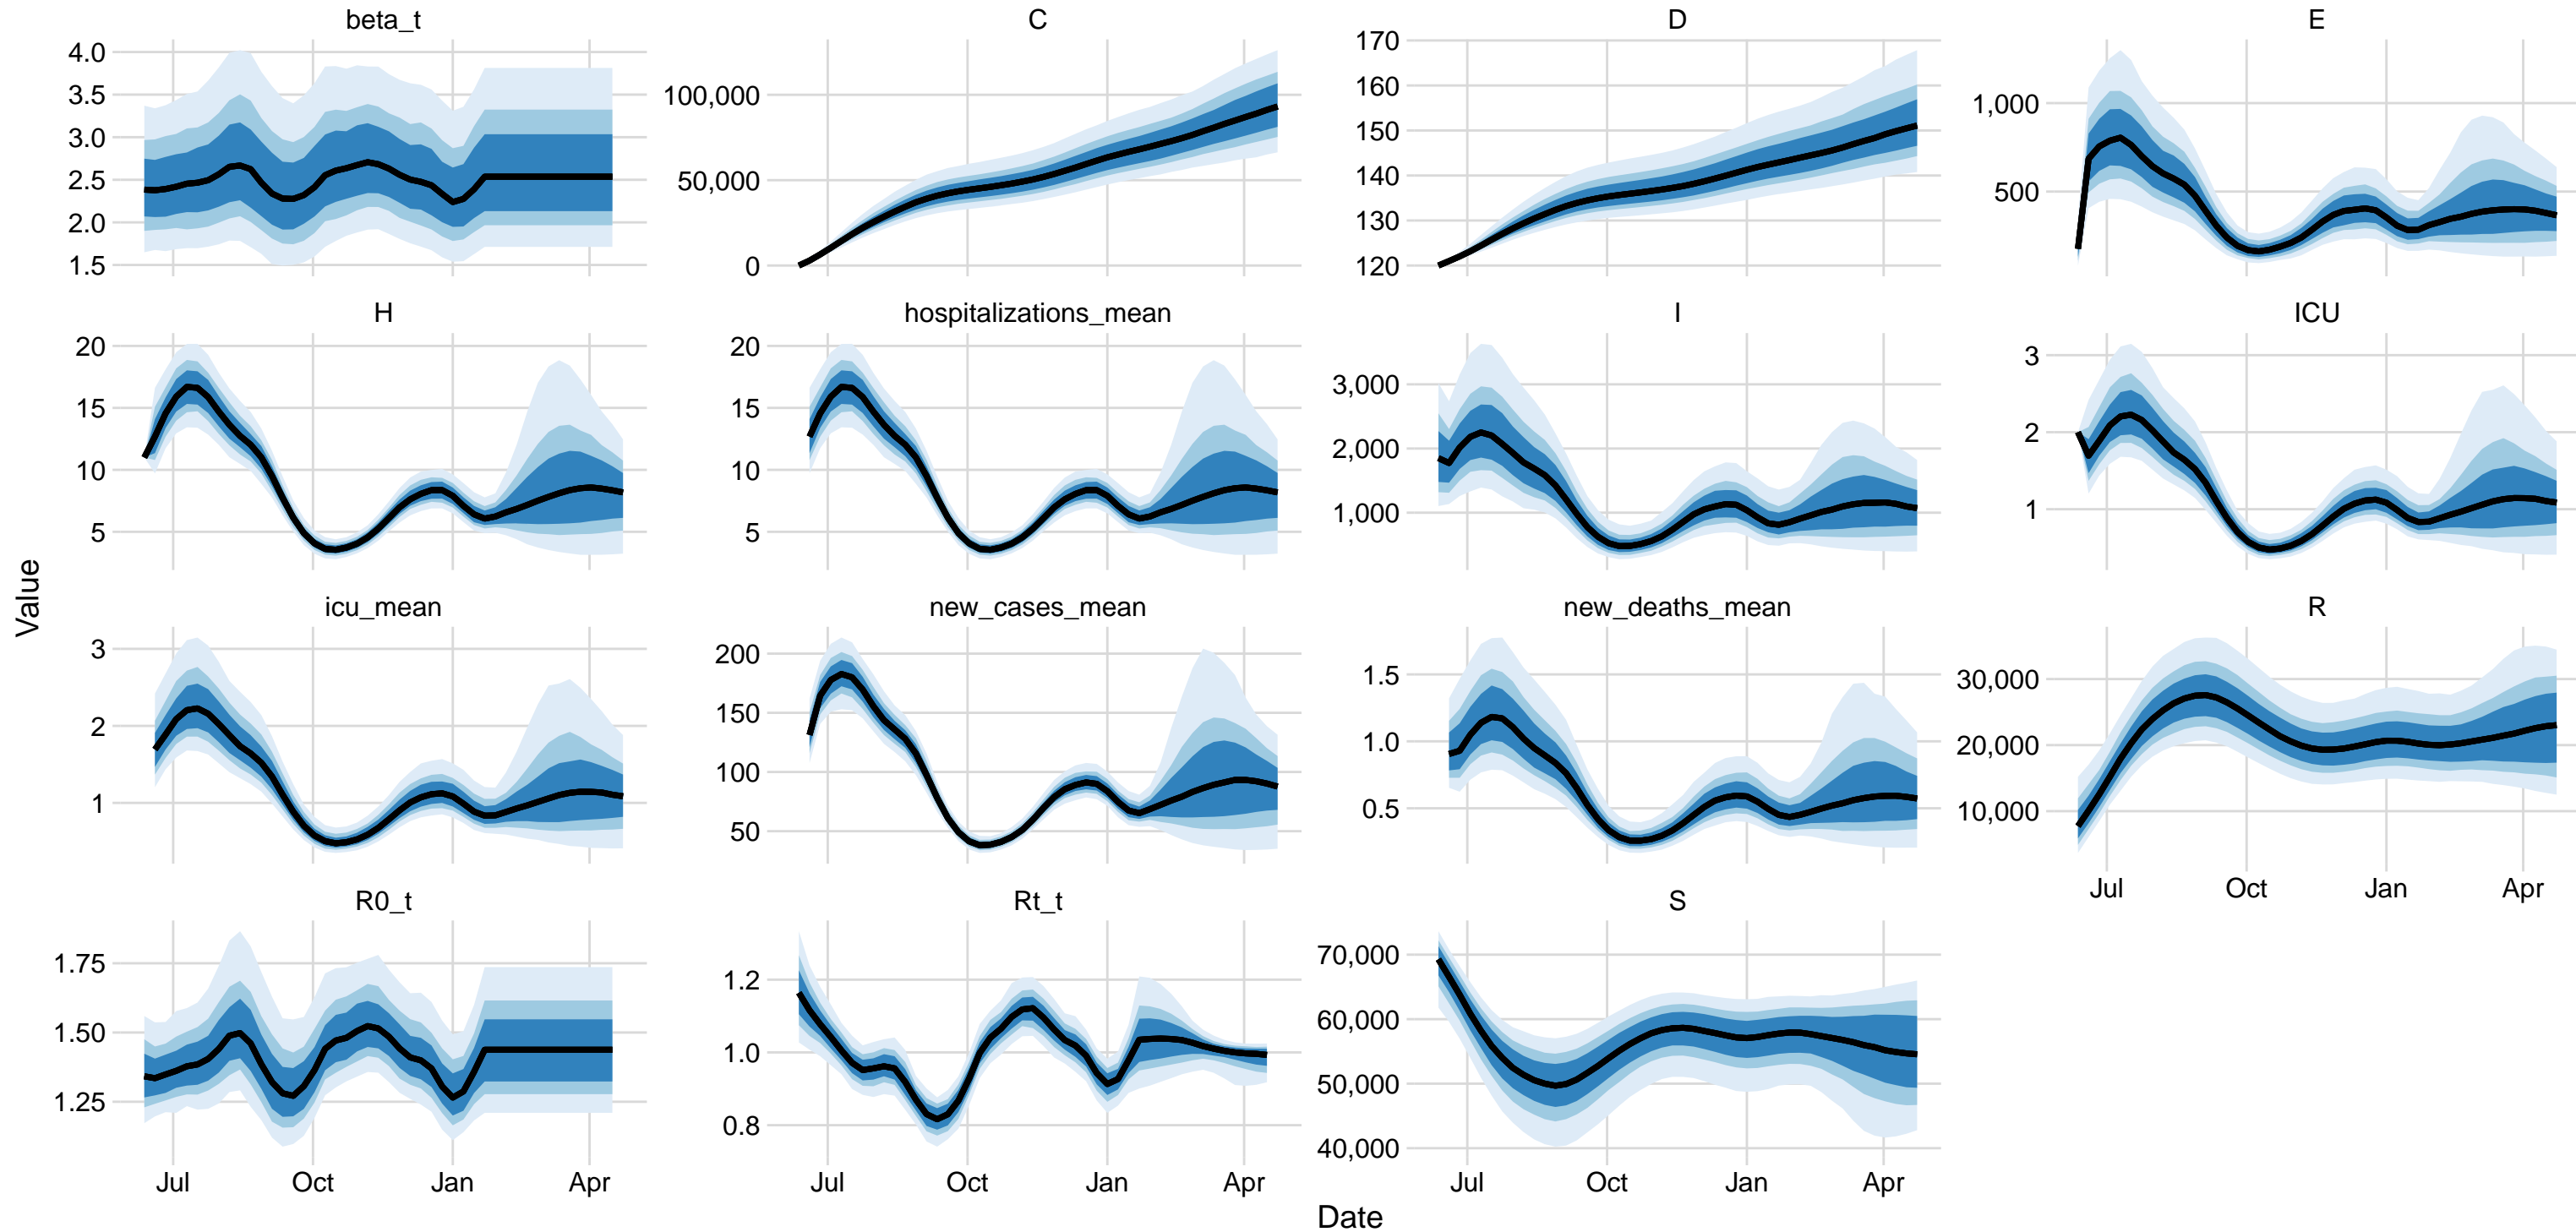 beta_t
4.0
3.5
3.0
2.5
2.0
1.5
C
100,000
50,000
0
D
170
160
150
140
130
120
E
1,000
500
H
20
15
10
5
hospitalizations_mean
20
15
10
5
I
3,000
2,000
1,000
ICU
3
2
1
Value
icu_mean
3
2
1
new_cases_mean
200
150
100
50
new_deaths_mean
1.5
1.0
0.5
R
30,000
20,000
10,000
Jul Oct Jan Apr
R0_t
1.75
1.50
1.25
Jul Oct Jan Apr
Rt_t
1.2
1.0
0.8
Jul Oct Jan Apr
S
70,000
60,000
50,000
40,000
Jul Oct Jan Apr
Date